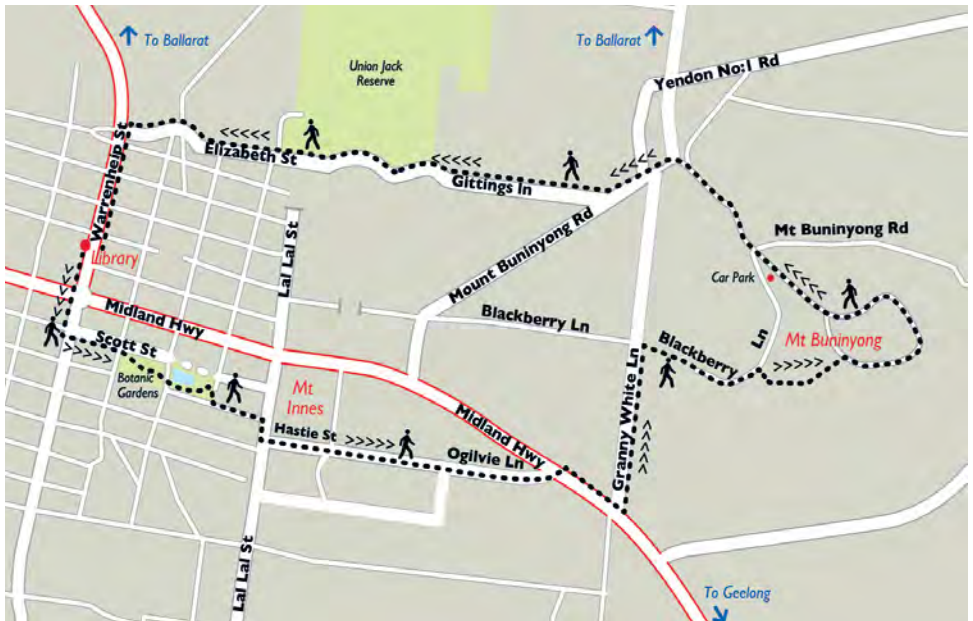 To Ballarat
To Ballarat
Union Jack
Reserve
Yendon No:1 Rd
<<<<<
Elizabeth St
<<<<<
Gittings ln
<<<<<
Warrenheip St
Library
Mount Buninyong Rd
Mt Buninyong Rd
Car Park
<<<<<
Lal Lal St
<<<<<
Midland Hwy
Blackberry Ln
Scott St
>>>>>
Blackberry
Ln
Mt Buninyong
>>>>>
Botanic
Gardens
Mt
Innes
Midland Hwy
Granny White Ln
>>>>>
Hastie St >>>>>
Ogilvie Ln
Lal Lal St
To Geelong